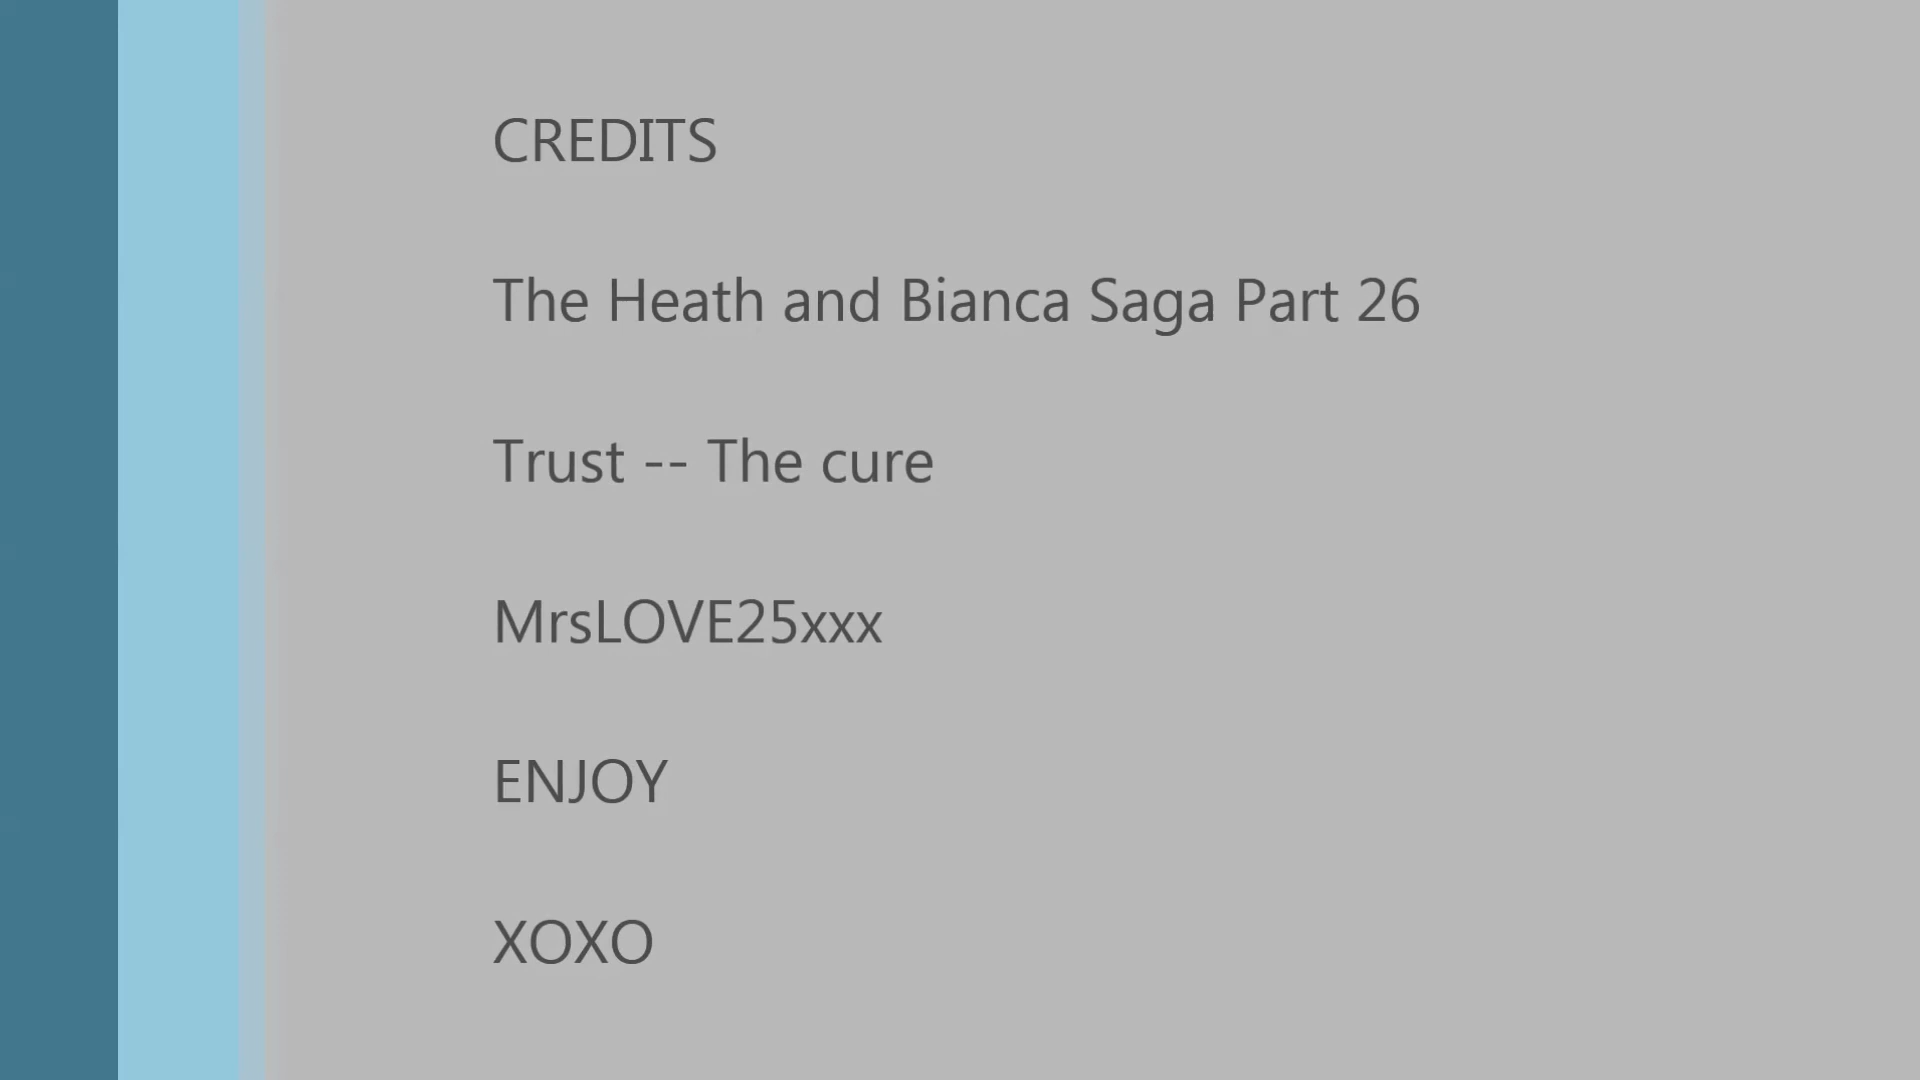 CREDITS
The Heath and Bianca Saga Part 26
Trust -- The cure
MrsLOVE25xxx
ENJOY
XOXO